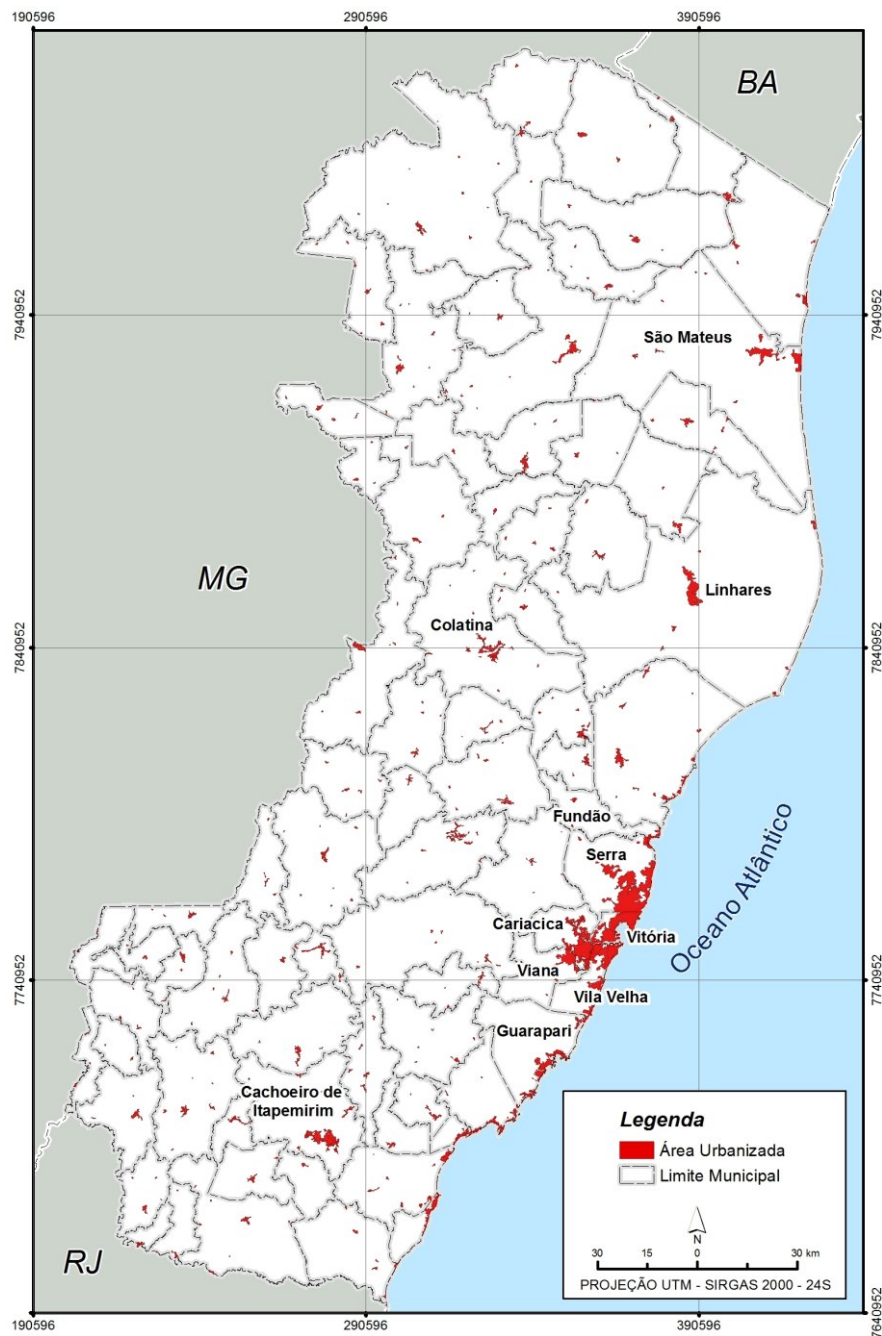 190596
290596
390596
BA
7940952
7940952
São Mateus
MG
Linhares
Colatina
7840952
7840952
Fundão
Serra
Oceano Atlântico
Cariacica
Vitória
Viana
7740952
7740952
Vila Velha
Guarapari
Cachoeiro de
Itapemirim
Legenda
Área Urbanizada
Limite Municipal
N
30 15 0 30 km
PROJEÇÃO UTM - SIRGAS 2000 - 24S
RJ
7640952
190596
290596
390596